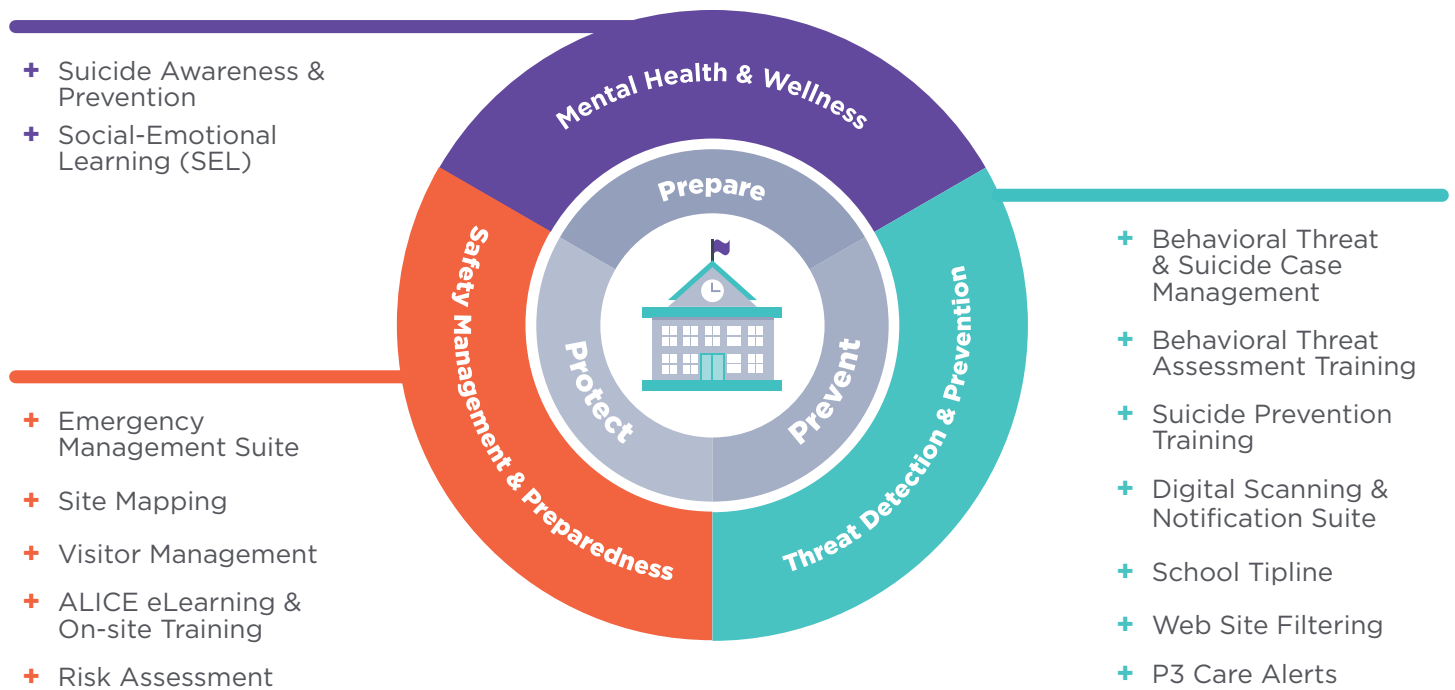 + Suicide Awareness &
Prevention
+ Social-Emotional
Learning (SEL)
Mental Health & Wellness
Prepare
Safety Management & Preparedness
Protect
Prevent
Threat Detection & Prevention
+ Emergency
Management Suite
+ Site Mapping
+ Visitor Management
+ ALICE eLearning &
On-site Training
+ Risk Assessment
+ Behavioral Threat
& Suicide Case
Management
+ Behavioral Threat
Assessment Training
+ Suicide Prevention
Training
+ Digital Scanning &
Notification Suite
+ School Tipline
+ Web Site Filtering
+ P3 Care Alerts